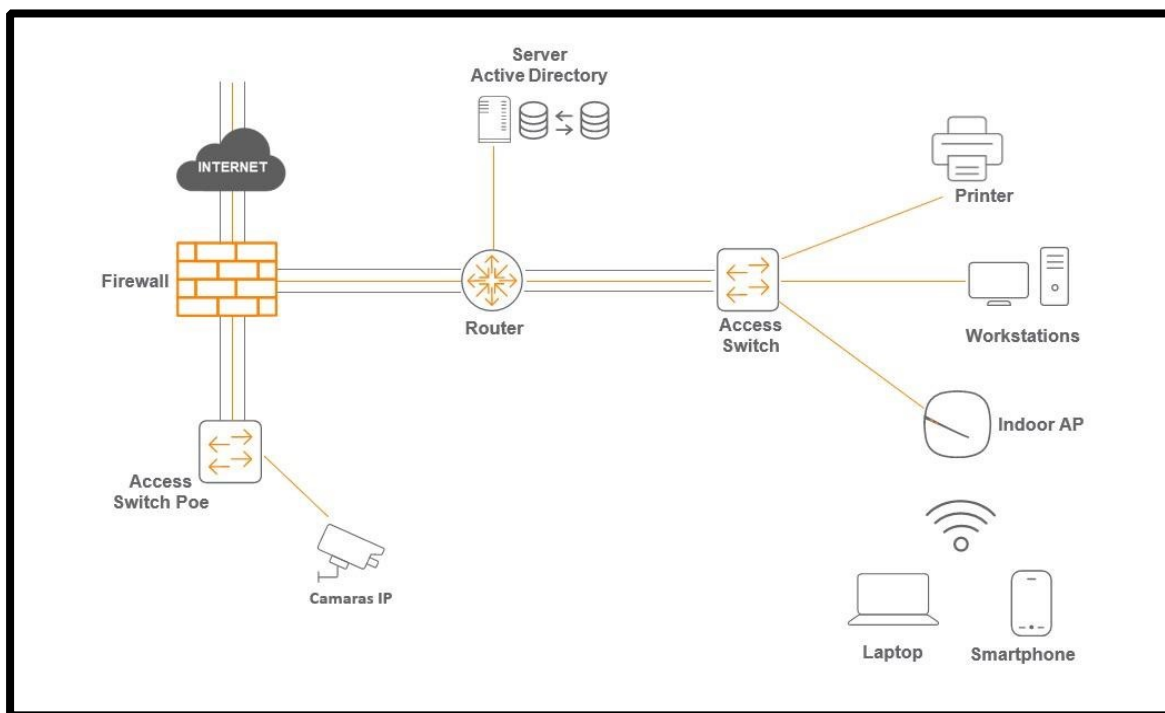 Server
Active Directory
INTERNET
Printer
Firewall
Router
Access
Switch
Workstations
Indoor AP
Access
Switch Poe
Camaras IP
Laptop
Smartphone